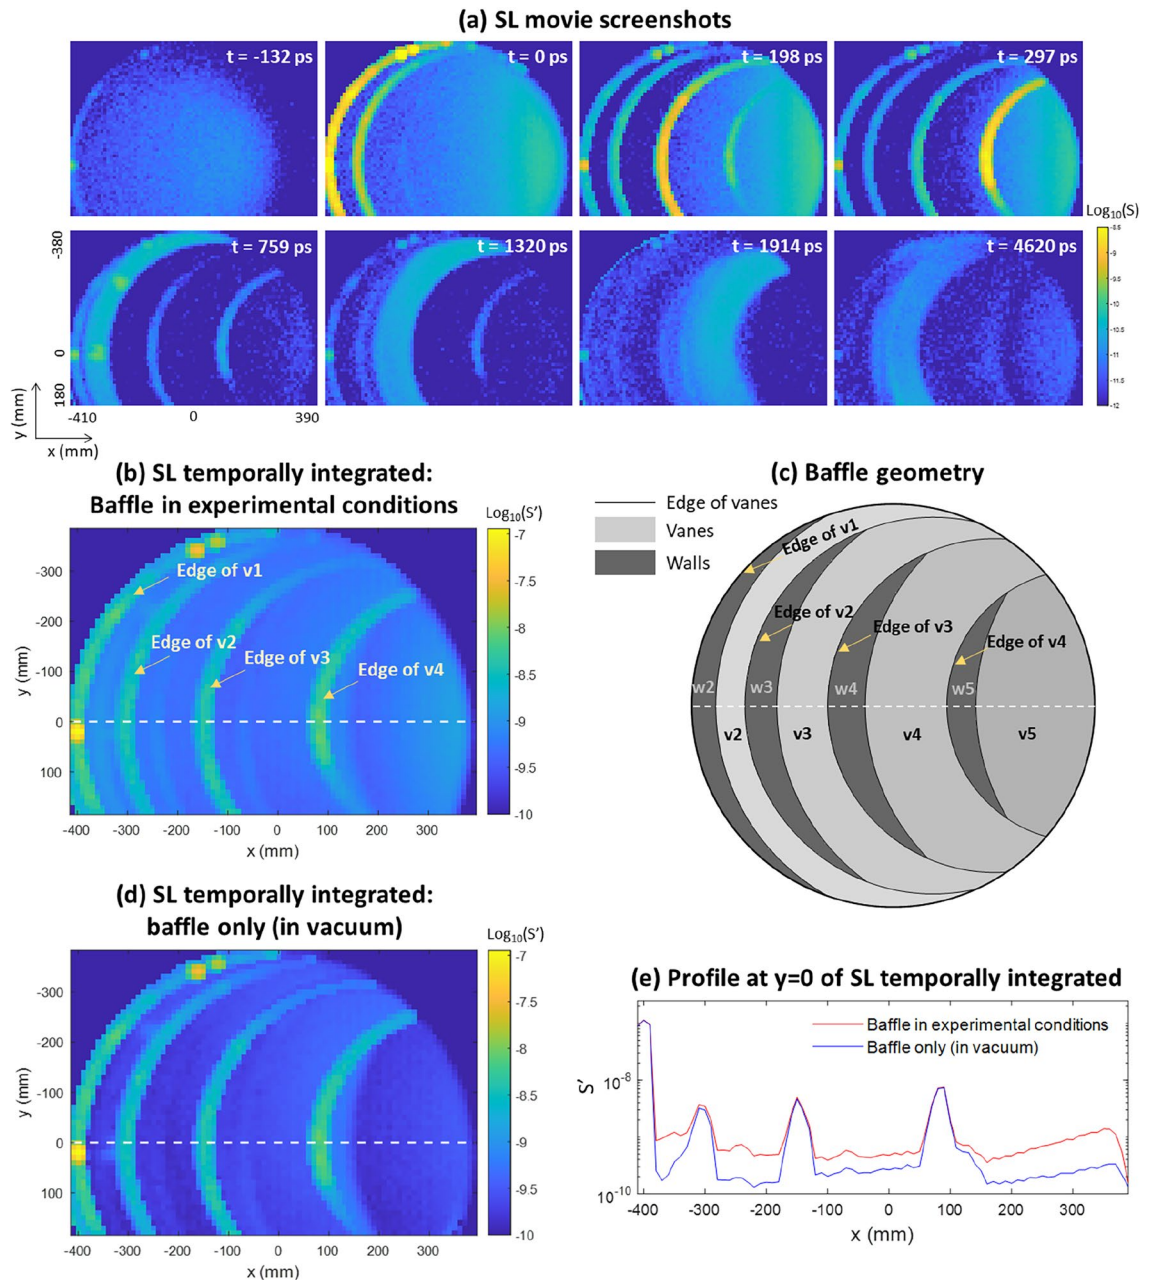 (a) SL movie screenshots
t = -132 ps
t = 0 ps
t = 198 ps
t = 297 ps
Log10(S)
-8.5
-9
-9.5
-10
-10.5
-11
-11.5
-12
t = 759 ps
t = 1320 ps
t = 1914 ps
t = 4620 ps
-380
0
180
y (mm)
-410
0
390
x (mm)
(b) SL temporally integrated:
Baffle in experimental conditions
Log10(S')
-7
-7.5
-8
-8.5
-9
-9.5
-10
Edge of v1
Edge of v2
Edge of v3
Edge of v4
-300
-200
-100
0
100
y (mm)
-400
-300
-200
-100
0
100
200
300
x (mm)
(c) Baffle geometry
Edge of vanes
Vanes
Walls
Edge of v1
Edge of v2
Edge of v3
Edge of v4
w2
w3
w4
w5
v2
v3
v4
v5
(d) SL temporally integrated:
baffle only (in vacuum)
Log10(S')
-7
-7.5
-8
-8.5
-9
-9.5
-10
-300
-200
-100
0
100
y (mm)
-400
-300
-200
-100
0
100
200
300
x (mm)
(e) Profile at y=0 of SL temporally integrated
Baffle in experimental conditions
Baffle only (in vacuum)
S'
10-8
10-10
-400
-300
-200
-100
0
100
200
300
x (mm)